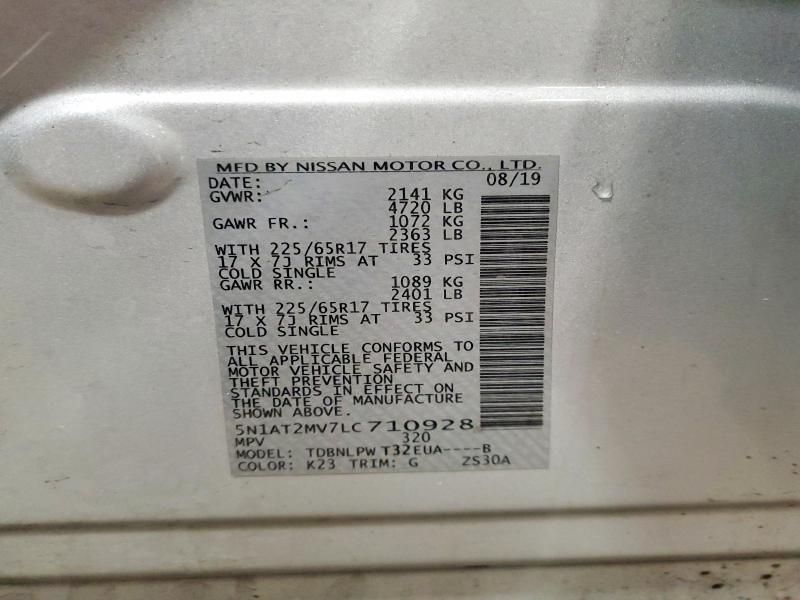 MFD BY NISSAN MOTOR CO., LTD.
DATE: 08/19
GVWR: 2141 KG
4720 LB
GAWR FR.: 1072 KG
2363 LB
WITH 225/65R17 TIRES
17 X 7J RIMS AT 33 PSI
COLD SINGLE
GAWR RR.: 1089 KG
2401 LB
WITH 225/65R17 TIRES
17 X 7J RIMS AT 33 PSI
COLD SINGLE
THIS VEHICLE CONFORMS TO
ALL APPLICABLE FEDERAL
MOTOR VEHICLE SAFETY AND
THEFT PREVENTION
STANDARDS IN EFFECT ON
THE DATE OF MANUFACTURE
SHOWN ABOVE.
5N1AT2MV7LC710928
MPV 320
MODEL: TDBNLPW T32EUA----B
COLOR: K23 TRIM: G ZS30A